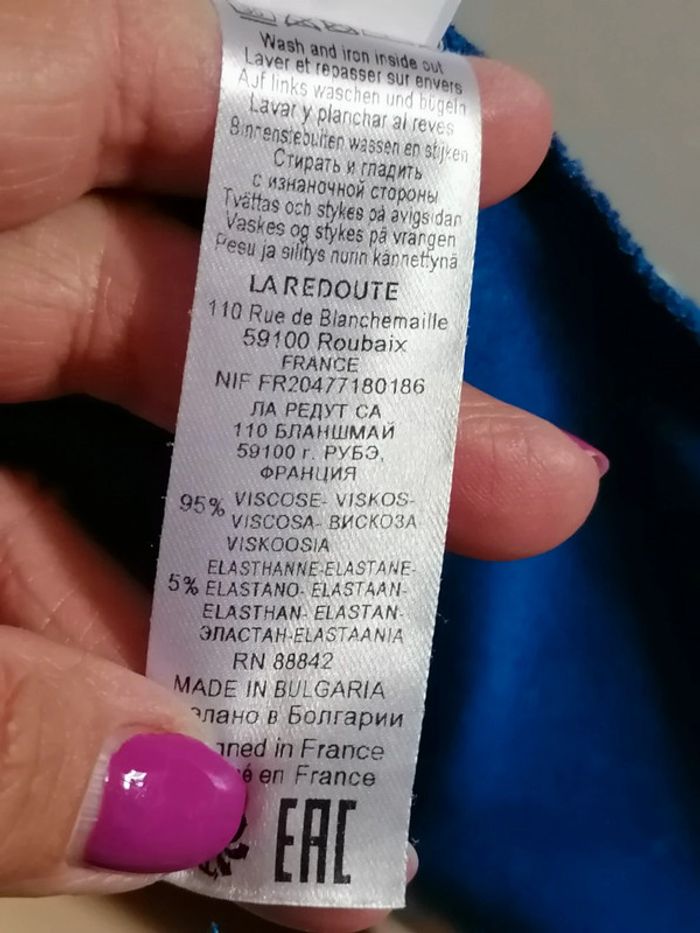 Wash and iron inside out
Laver et repasser sur envers
Auf links waschen und bügeln
Lavar y planchar al reves
Binnenstebuiten wassen en stijken
Стирать и гладить
с изнаночной стороны
Tvättas och stykes på avigsidan
Vaskes og stykes på vrangen
Pesu ja silitys nurin kännettynä
LA REDOUTE
110 Rue de Blanchemaille
59100 Roubaix
FRANCE
NIF FR20477180186
ЛА РЕДУТ СА
110 БЛАНШМАЙ
59100 г. РУБЭ,
ФРАНЦИЯ
95% VISCOSE- VISKOS-
VISCOSA- ВИСКОЗА
VISKOOSIA
ELASTHANNE-ELASTANE-
5% ELASTANO- ELASTAAN-
ELASTHAN- ELASTAN-
ЭЛАСТАН-ELASTAANIA
RN 88842
MADE IN BULGARIA
в Болгарии
in France
en France
EAC